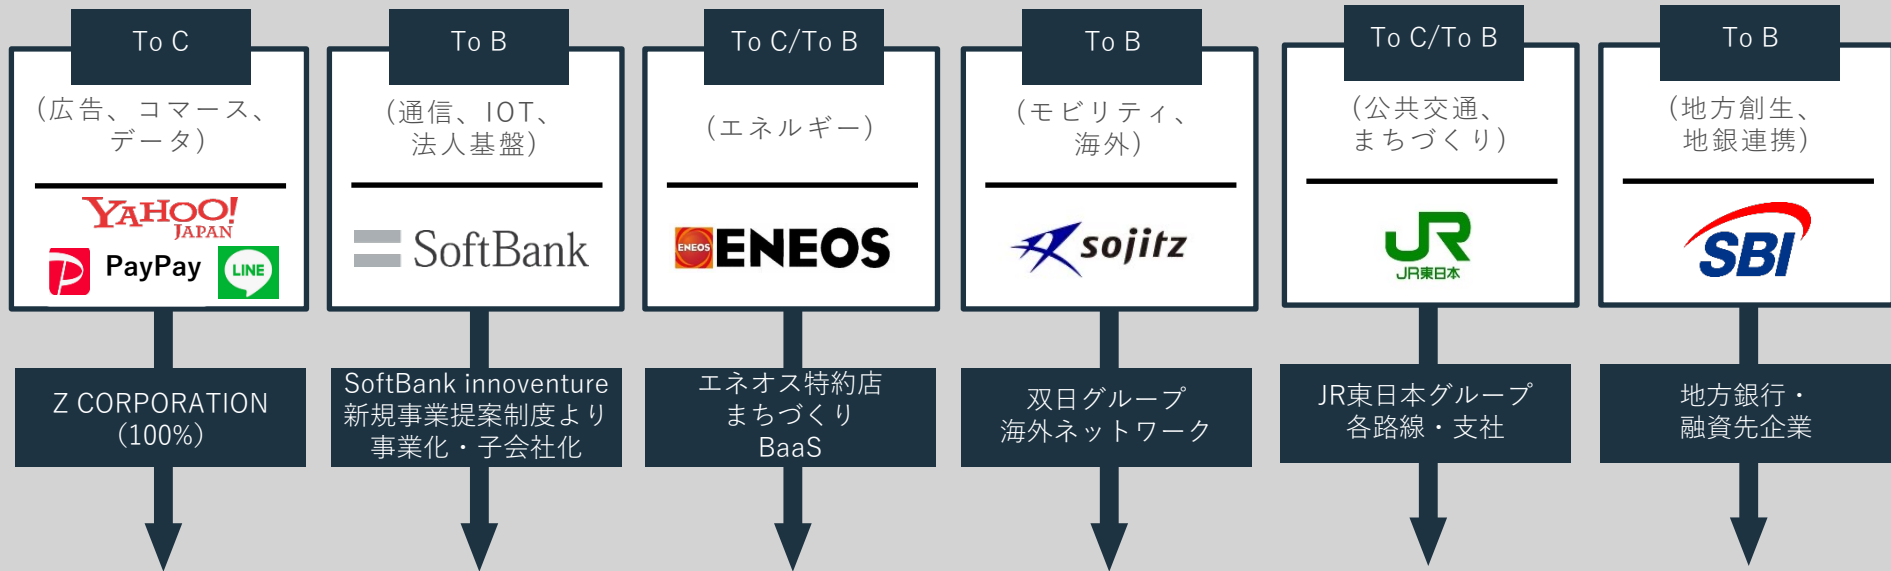 To C
(広告、コマース、
データ)
YAHOO!
JAPAN
PayPay
LINE
Z CORPORATION
(100%)
To B
(通信、IOT、
法人基盤)
SoftBank
SoftBank innoventure
新規事業提案制度より
事業化・子会社化
To C/To B
(エネルギー)
ENEOS
ENEOS
エネオス特約店
まちづくり
BaaS
To B
(モビリティ、
海外)
sojitz
双日グループ
海外ネットワーク
To C/To B
(公共交通、
まちづくり)
JR
JR東日本
JR東日本グループ
各路線・支社
To B
(地方創生、
地銀連携)
SBI
地方銀行・
融資先企業